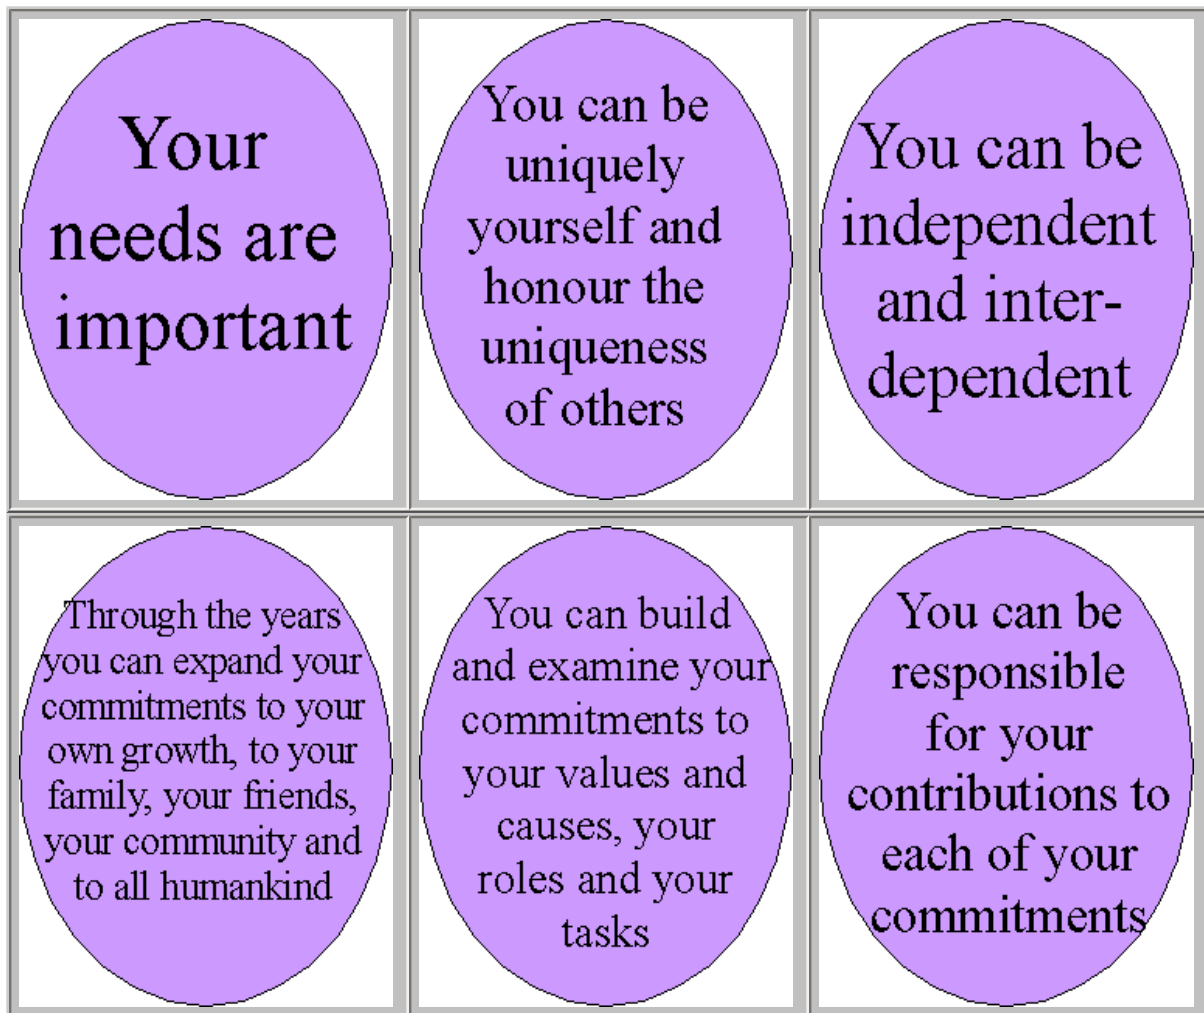 Your
needs are
important
You can be
uniquely
yourself and
honour the
uniqueness
of others
You can be
independent
and inter-
dependent
Through the years
you can expand your
commitments to your
own growth, to your
family, your friends,
your community and
to all humankind
You can build
and examine your
commitments to
your values and
causes, your
roles and your
tasks
You can be
responsible
for your
contributions to
each of your
commitments